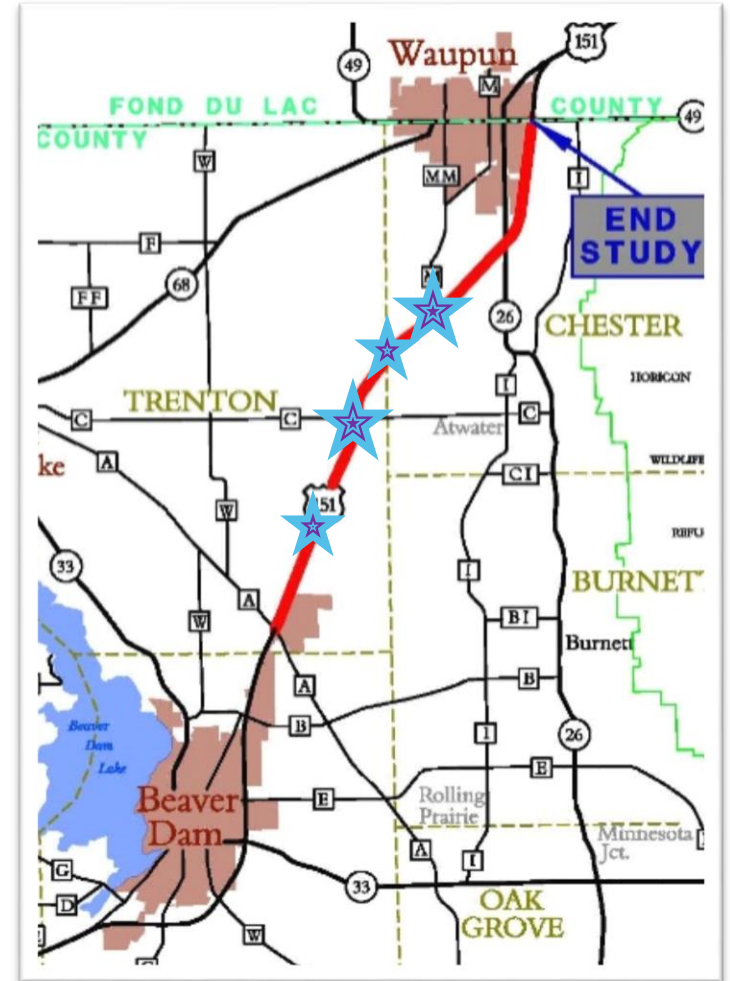 151
Waupun
49
M
FOND DU LAC
COUNTY
49
COUNTY
W
MM
I
END
STUDY
F
FF
68
26
CHESTER
HORICON
TRENTON
I
C
C
C
Atwater
ke
A
CI
WILDLIFE
W
151
33
I
BURNET
A
W
BI
Burnett
A
B
B
Beaver
Dam
Lake
I
26
E
E
Beaver
Dam
Rolling
Prairie
Minnesota
Jct.
A
I
G
33
D
OAK
GROVE
W